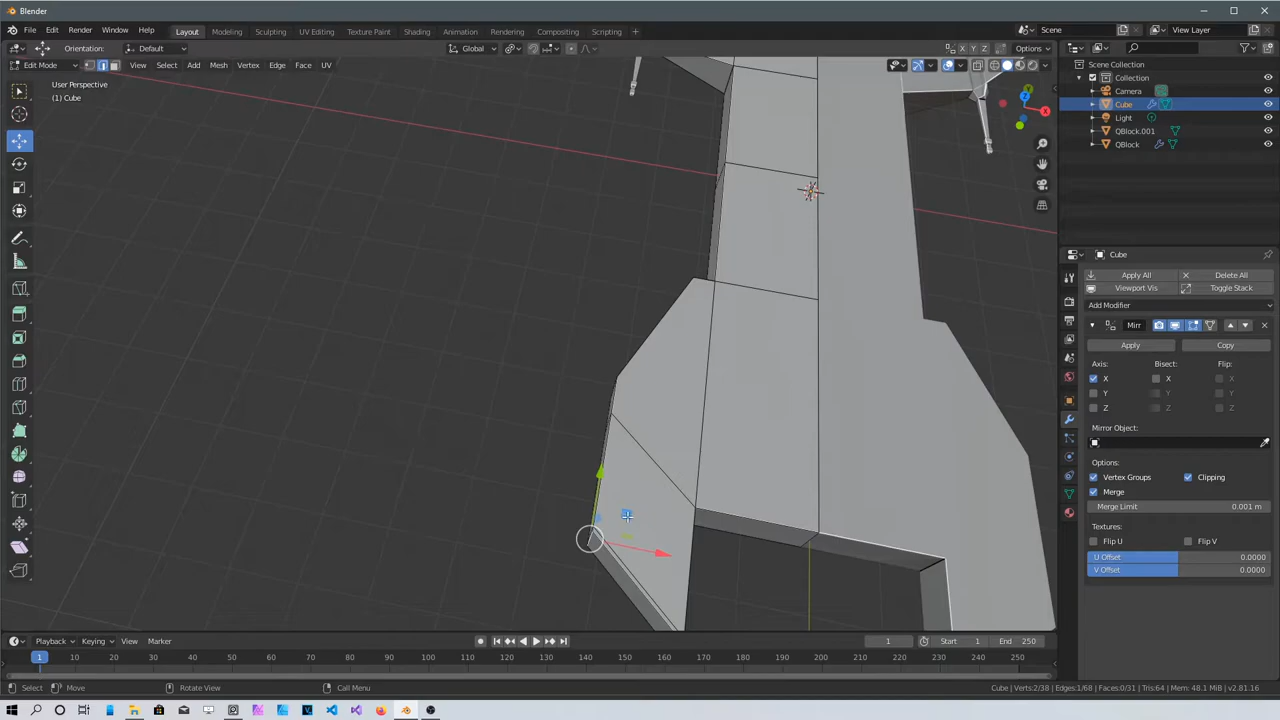 Blender
File Edit Render Window Help Layout Modeling Sculpting UV Editing Texture Paint Shading Animation Rendering Compositing Scripting + Scene View Layer
Orientation: Default Global X Y Z Options
Edit Mode View Select Add Mesh Vertex Edge Face UV
User Perspective
(1) Cube
Scene Collection
Collection
Camera
Cube
Light
QBlock.001
QBlock
Z
Y
X
Cube
Apply All Delete All
Viewport Vis Toggle Stack
Add Modifier
Mirr
Apply Copy
Axis: Bisect: Flip:
X X X
Y Y Y
Z Z Z
Mirror Object:
Options:
Vertex Groups Clipping
Merge
Merge Limit 0.001 m
Textures:
Flip U Flip V
U Offset 0.0000
V Offset 0.0000
Playback Keying View Marker 1 Start 1 End 250
1 10 20 30 40 50 60 70 80 90 100 110 120 130 140 150 160 170 180 190 200 210 220 230 240 250
Select Move Rotate View Call Menu Cube | Verts:2/38 | Edges:1/68 | Faces:0/31 | Tris:64 | Mem: 48.1 MiB | v2.81.16